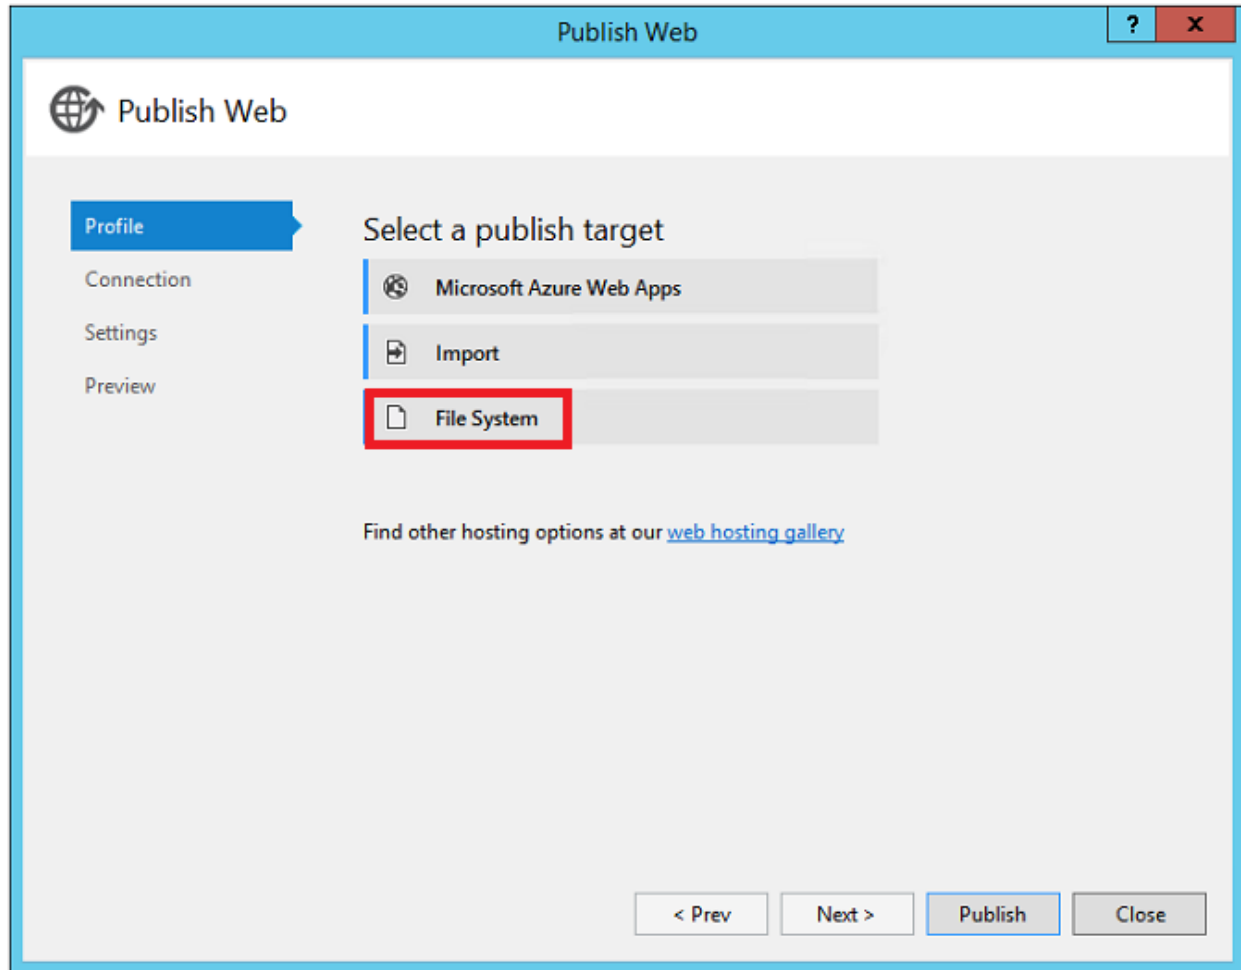 Publish Web
?
x
Publish Web
Profile
Connection
Settings
Preview
Select a publish target
Microsoft Azure Web Apps
Import
File System
Find other hosting options at our web hosting gallery
< Prev
Next >
Publish
Close